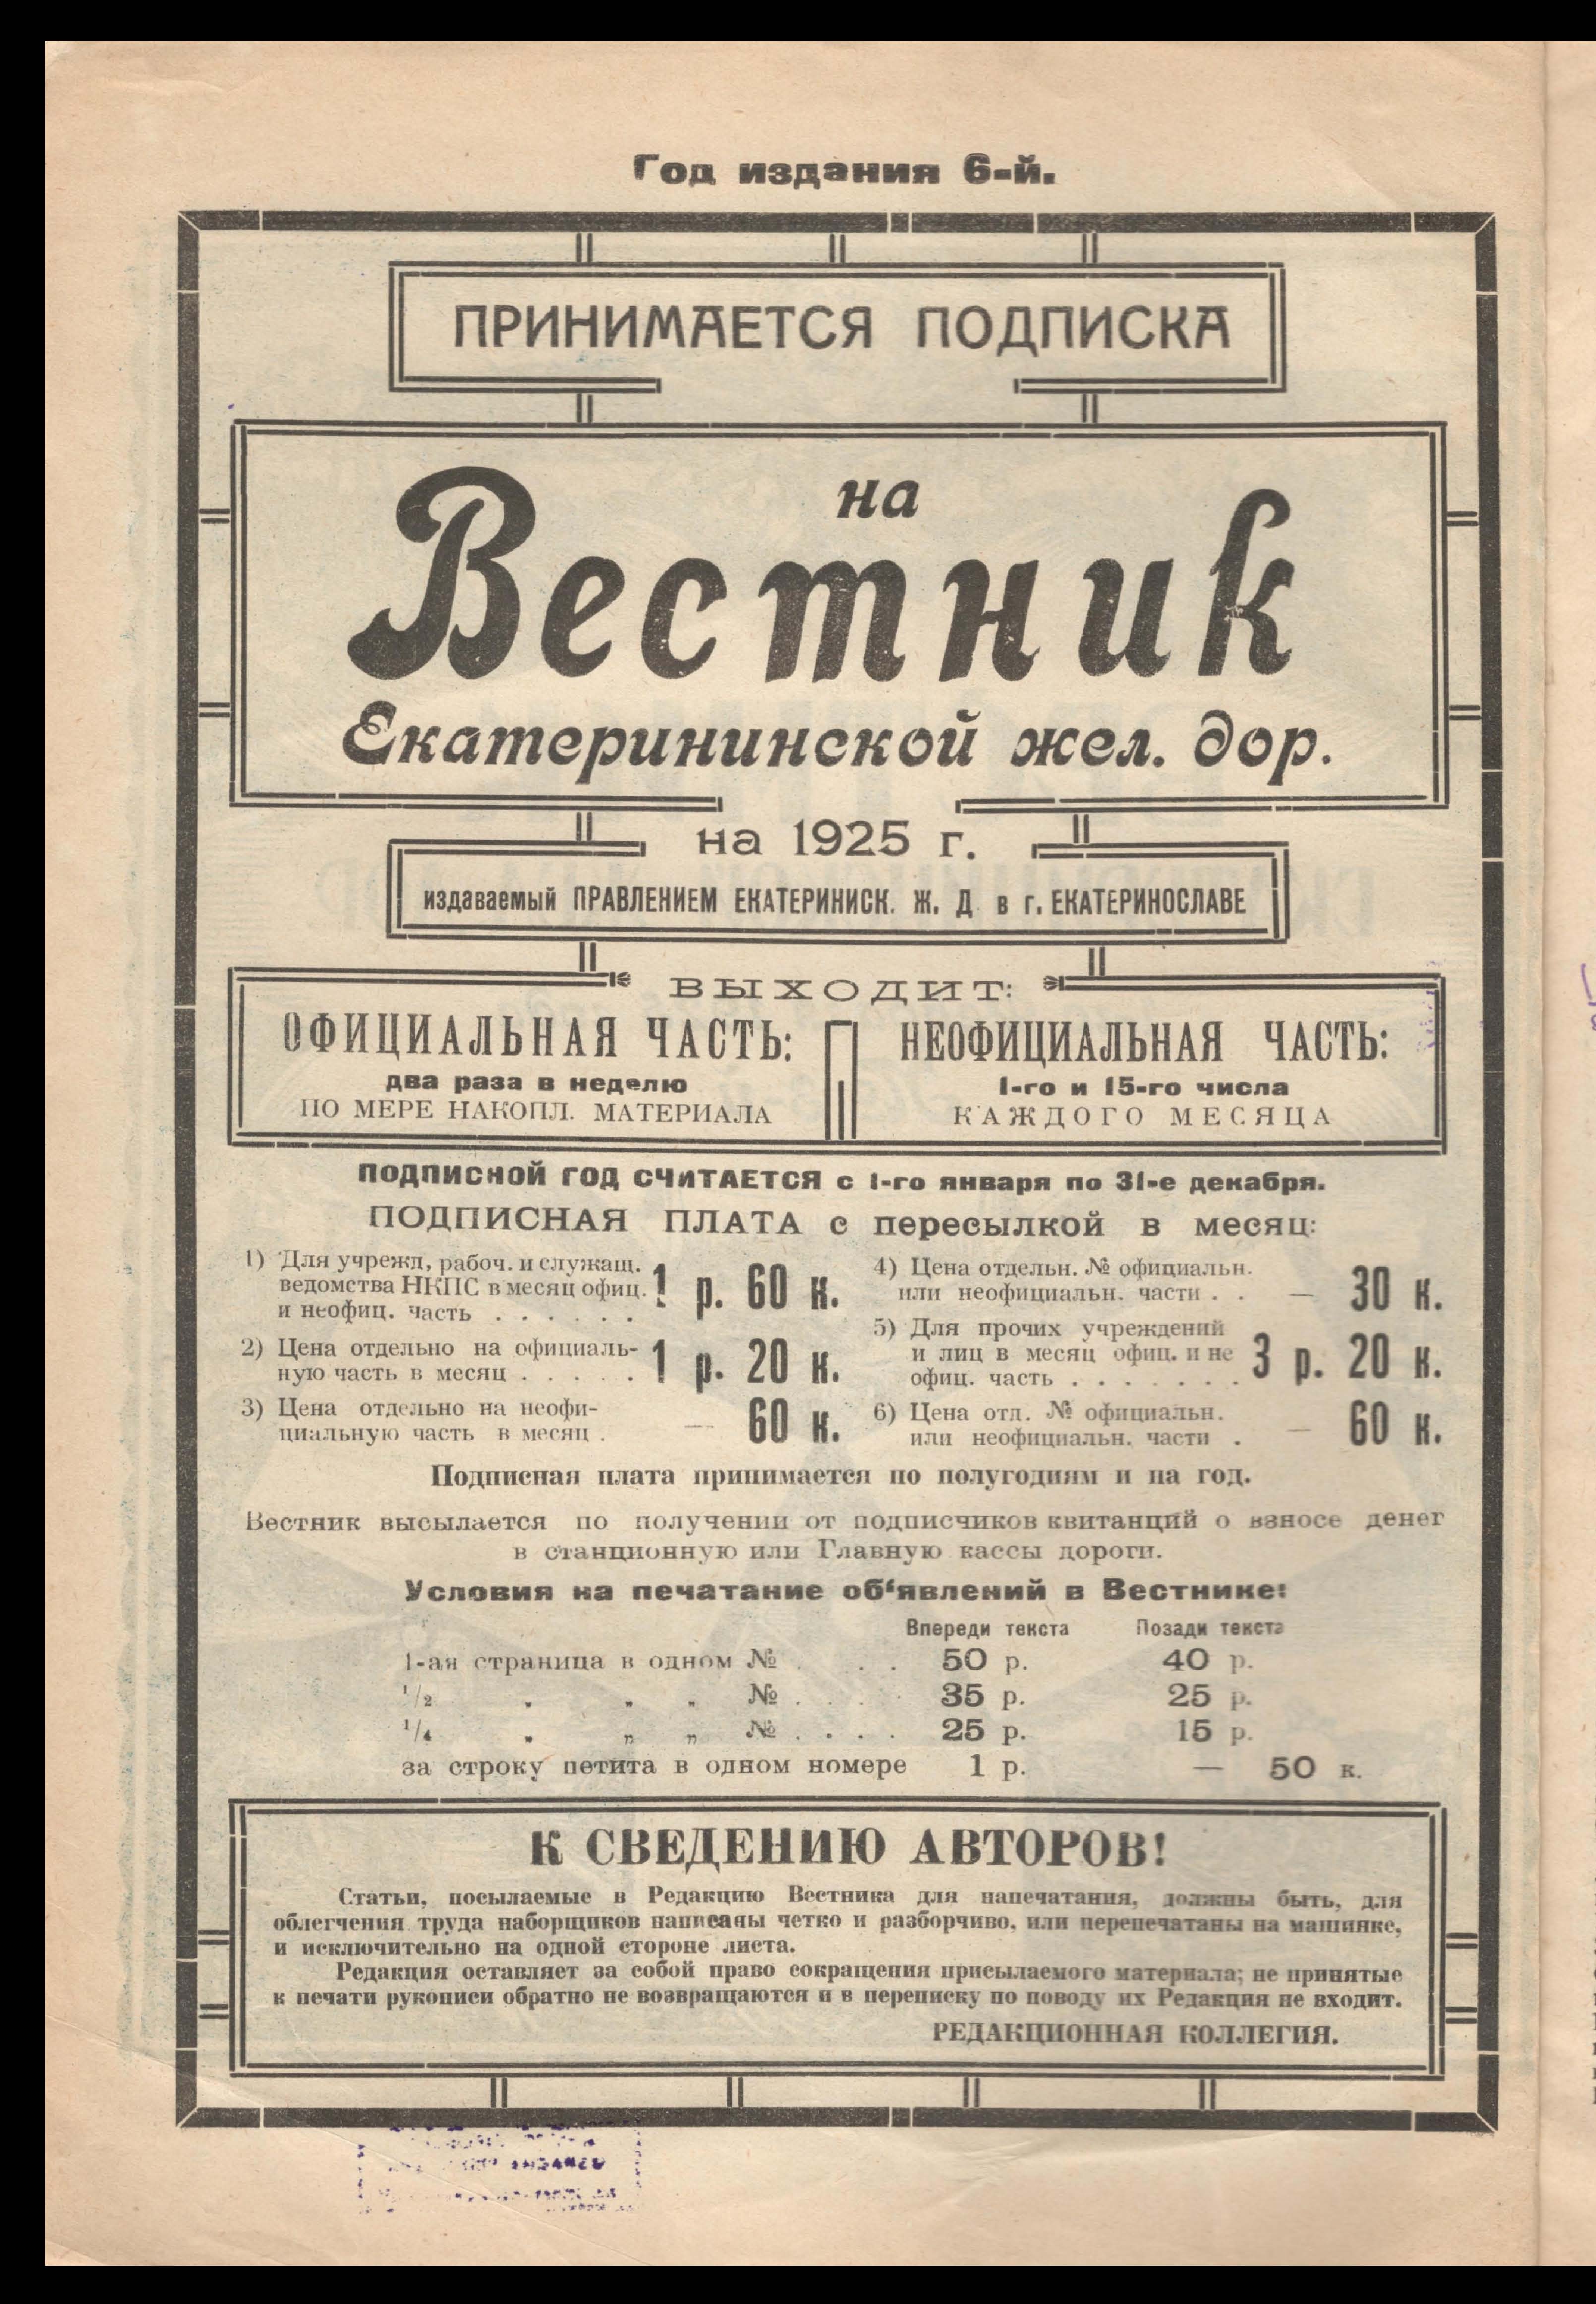 Год издания 6-й.
ПРИНИМАЕТСЯ ПОДПИСКА
на
Вестник
Екатерининской жел. дор.
на 1925 г.
издаваемый ПРАВЛЕНИЕМ ЕКАТЕРИНИСК. Ж. Д. в г. ЕКАТЕРИНОСЛАВЕ
ВЫХОДИТ:
ОФИЦИАЛЬНАЯ ЧАСТЬ:
два раза в неделю
ПО МЕРЕ НАКОПЛ. МАТЕРИАЛА
НЕОФИЦИАЛЬНАЯ ЧАСТЬ:
1-го и 15-го числа
КАЖДОГО МЕСЯЦА
ПОДПИСНОЙ ГОД СЧИТАЕТСЯ с 1-го января по 31-е декабря.
ПОДПИСНАЯ ПЛАТА с пересылкой в месяц:
1) Для учрежд, рабоч. и служащ.
ведомства НКПС в месяц офиц.
и неофиц. часть . . . . . . 1 р. 60 к.
2) Цена отдельно на официаль-
ную часть в месяц . . . . . 1 р. 20 к.
3) Цена отдельно на неофи-
циальную часть в месяц . — 60 к.
4) Цена отдельн. № официальн.
или неофициальн. части . . — 30 к.
5) Для прочих учреждений
и лиц в месяц офиц. и не
офиц. часть . . . . . . . 3 р. 20 к.
6) Цена отд. № официальн.
или неофициальн. части . — 60 к.
Подписная плата принимается по полугодиям и на год.
Вестник высылается по получении от подписчиков квитанций о взносе денег
в станционную или Главную кассы дороги.
Условия на печатание об‘явлений в Вестнике:
Впереди текста Позади текста
1-ая страница в одном № . . . 50 р. 40 р.
1/2 „ „ „ № . . . . 35 р. 25 р.
1/4 „ „ „ № . . . . 25 р. 15 р.
за строку петита в одном номере 1 р. — 50 к.
К СВЕДЕНИЮ АВТОРОВ!
Статьи, посылаемые в Редакцию Вестника для напечатания, должны быть, для
облегчения труда наборщиков написаны четко и разборчиво, или перепечатаны на машинке,
и исключительно на одной стороне листа.
Редакция оставляет за собой право сокращения присылаемого материала; не принятые
к печати рукописи обратно не возвращаются и в переписку по поводу их Редакция не входит.
РЕДАКЦИОННАЯ КОЛЛЕГИЯ.